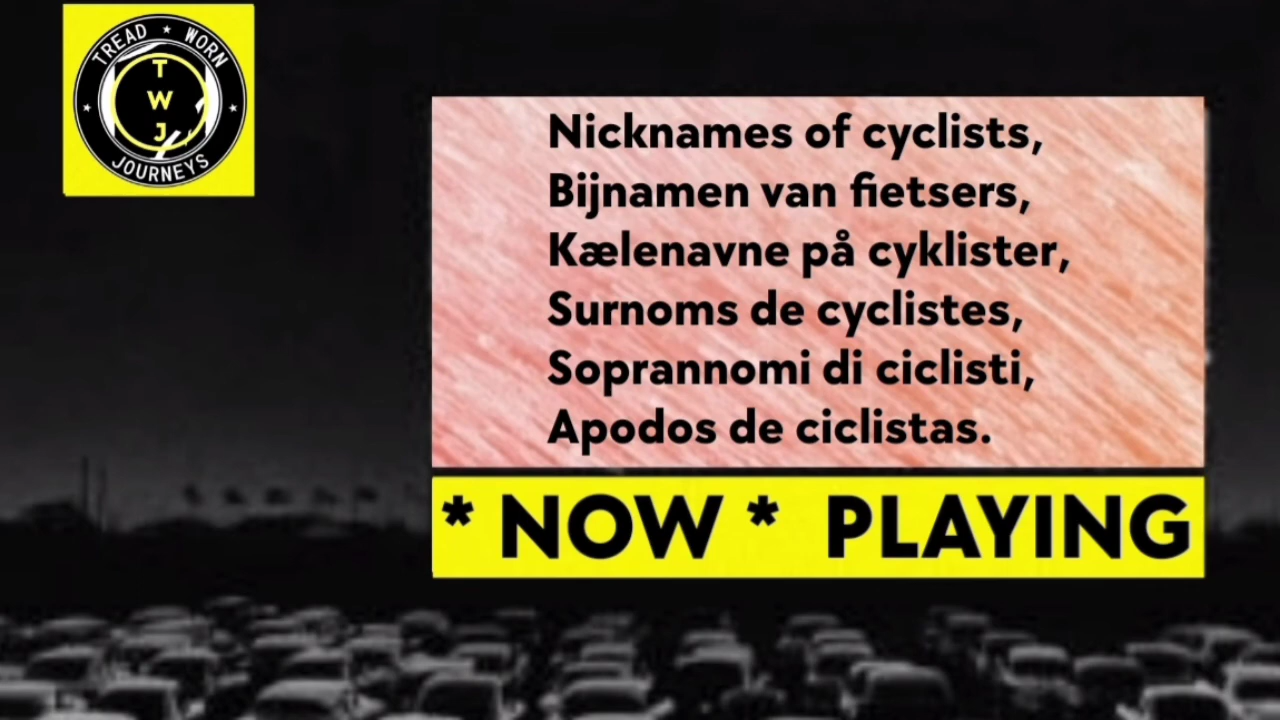 TREAD ★ WORN
T
W
J
★ JOURNEYS ★
Nicknames of cyclists,
Bijnamen van fietsers,
Kælenavne på cyklister,
Surnoms de cyclistes,
Soprannomi di ciclisti,
Apodos de ciclistas.
* NOW * PLAYING